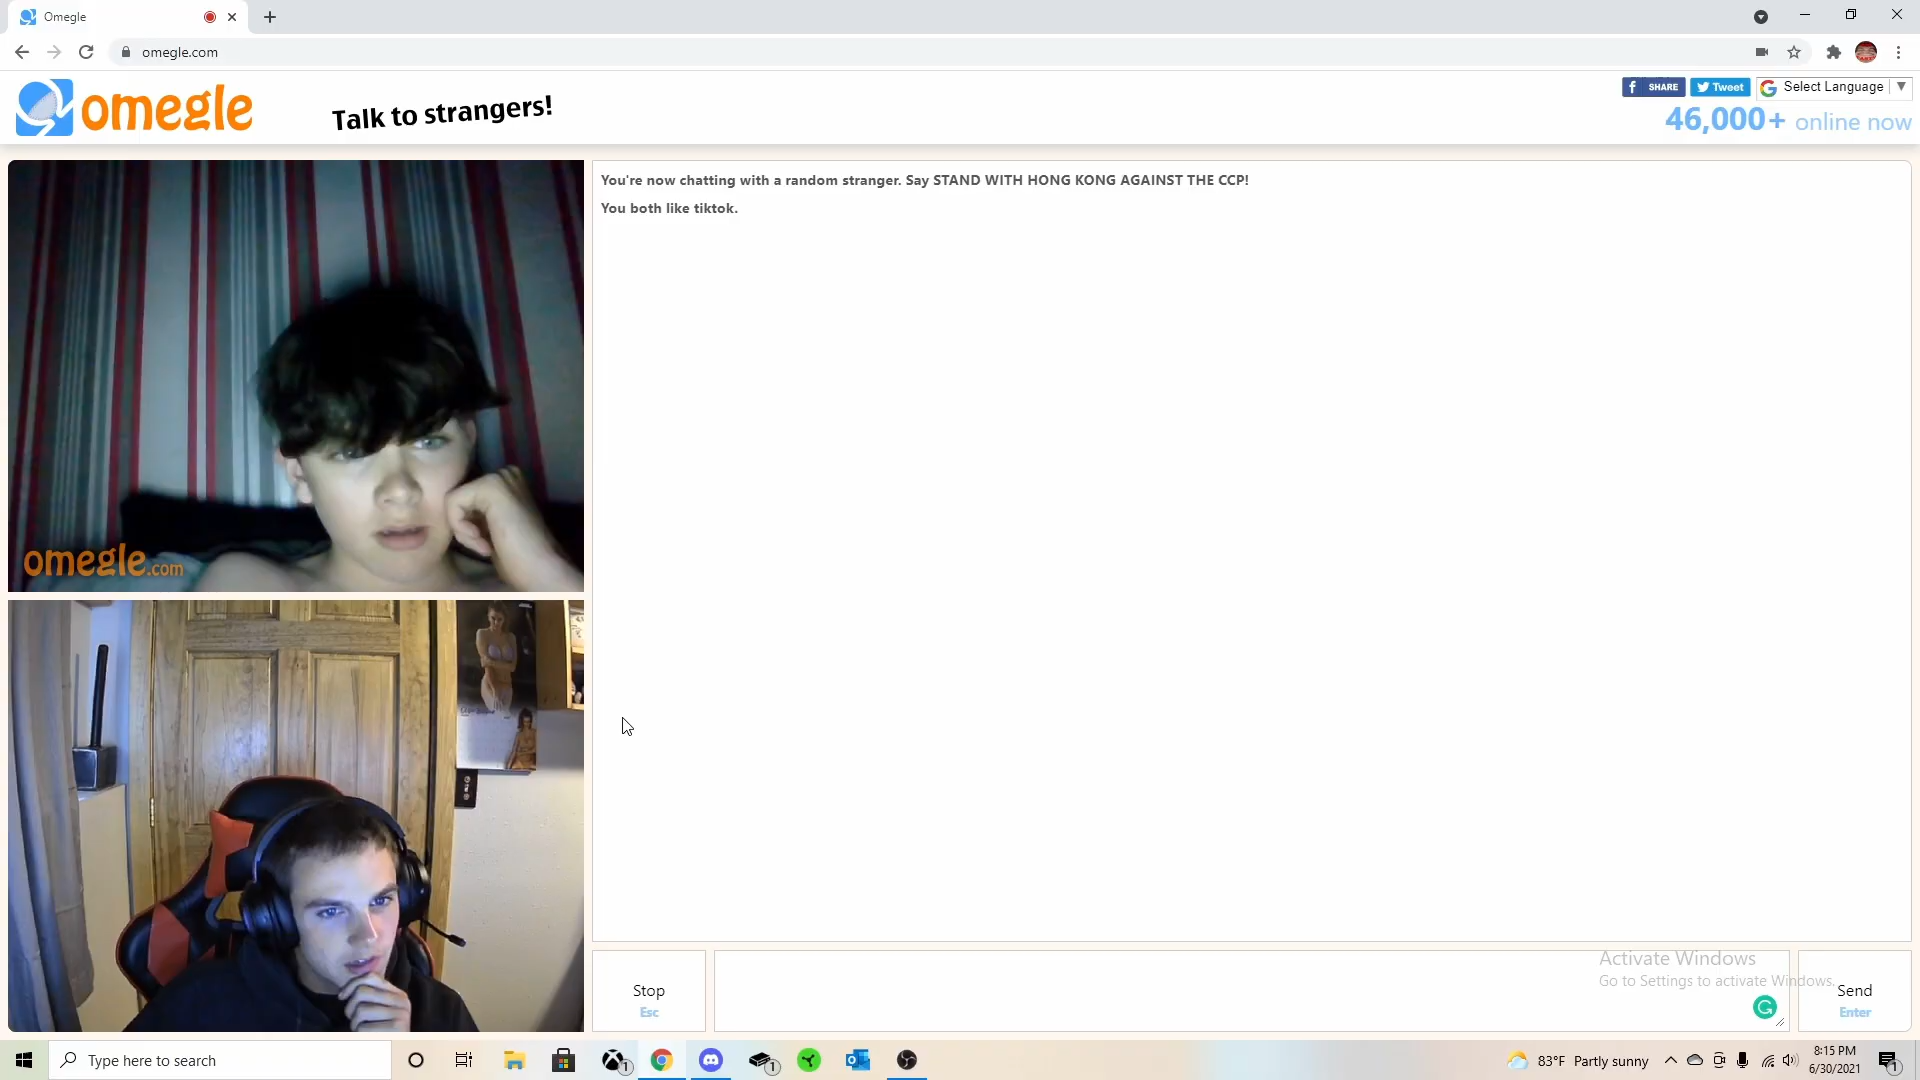 Omegle
omegle.com
omegle
Talk to strangers!
SHARE
Tweet
Select Language
46,000+ online now
You're now chatting with a random stranger. Say STAND WITH HONG KONG AGAINST THE CCP!
You both like tiktok.
omegle.com
Stop
Esc
Activate Windows
Go to Settings to activate Windows.
Send
Enter
Type here to search
1
1
83°F Partly sunny
8:15 PM
6/30/2021
1